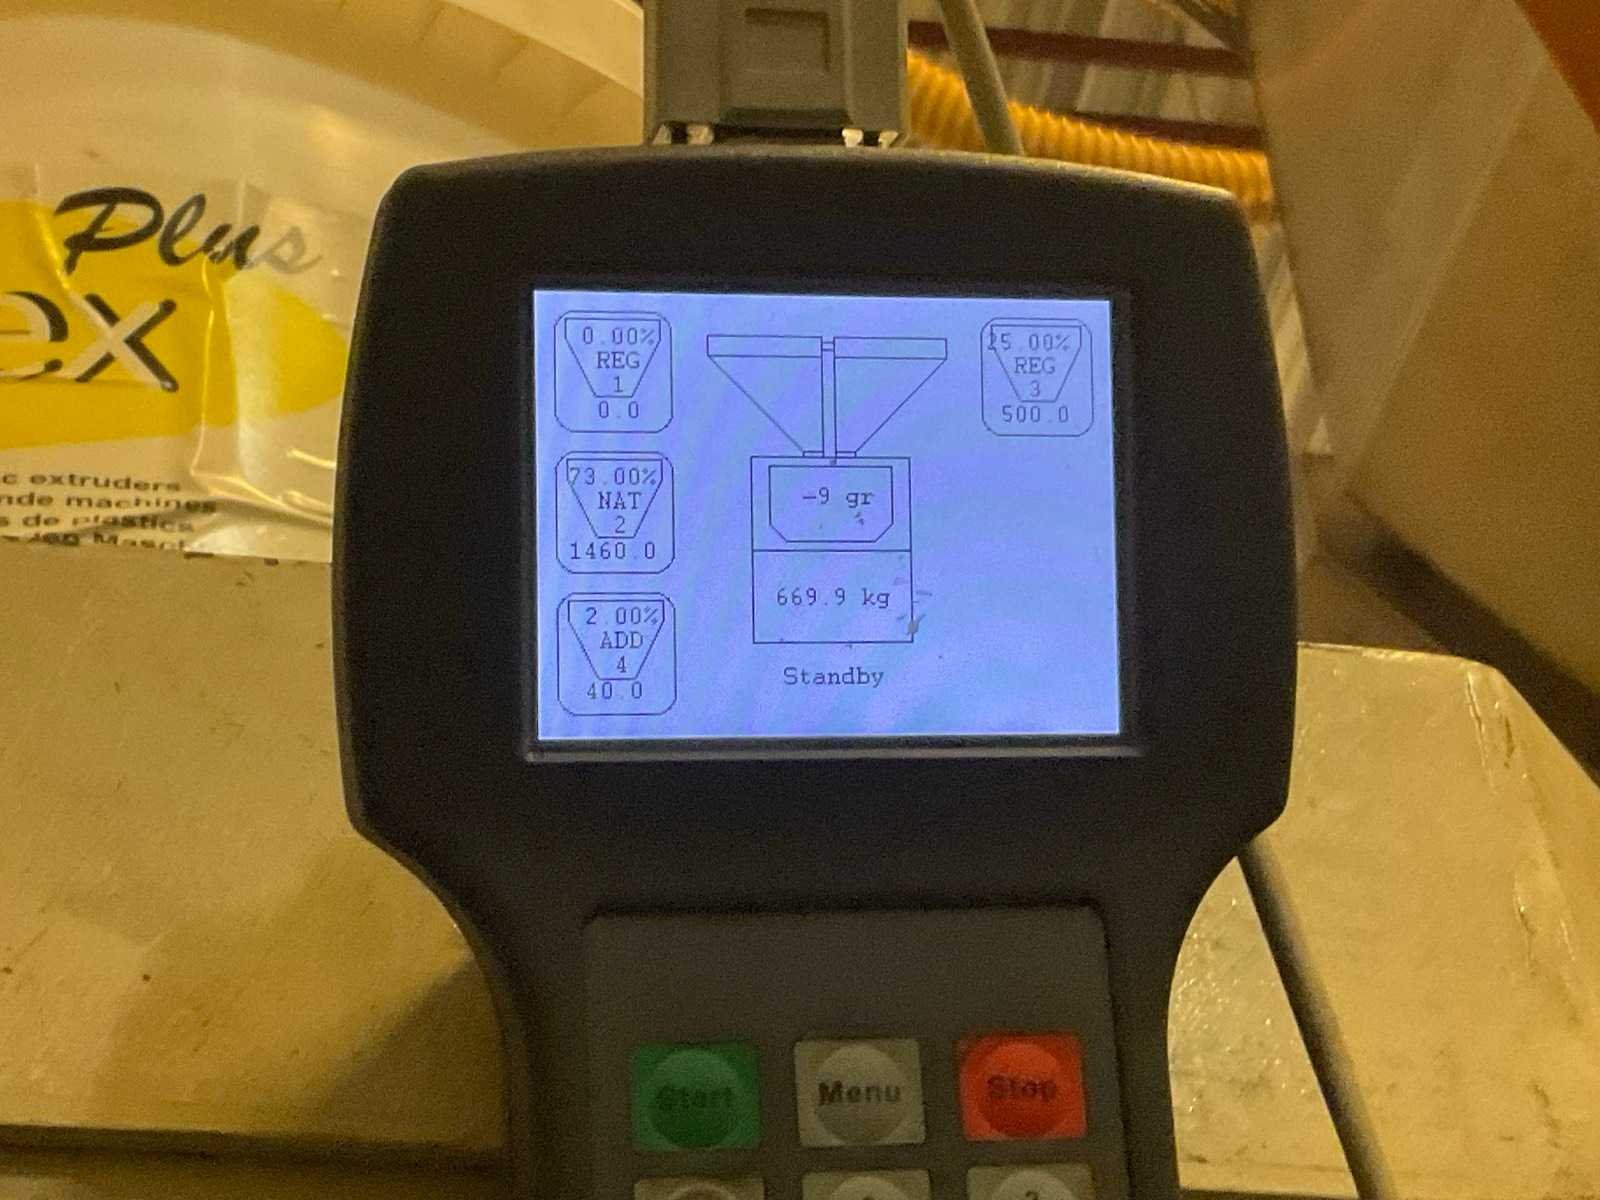 Plus
ex
c extruders
nde machines
s de plastics
0.00%
REG
1
0.0
73.00%
NAT
2
1460.0
2.00%
ADD
4
40.0
-9 gr
669.9 kg
Standby
25.00%
REG
3
500.0
Start
Menu
Stop